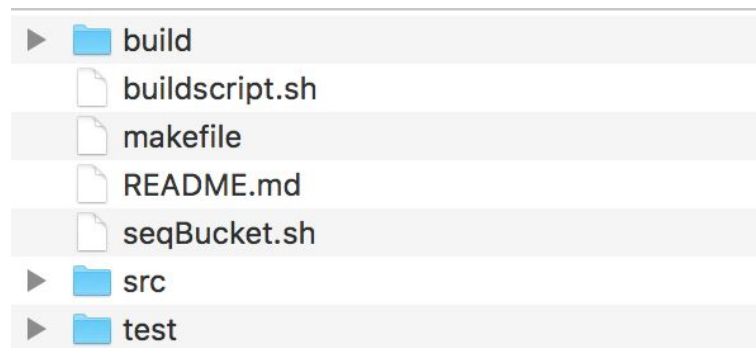 build
buildscript.sh
makefile
README.md
seqBucket.sh
src
test